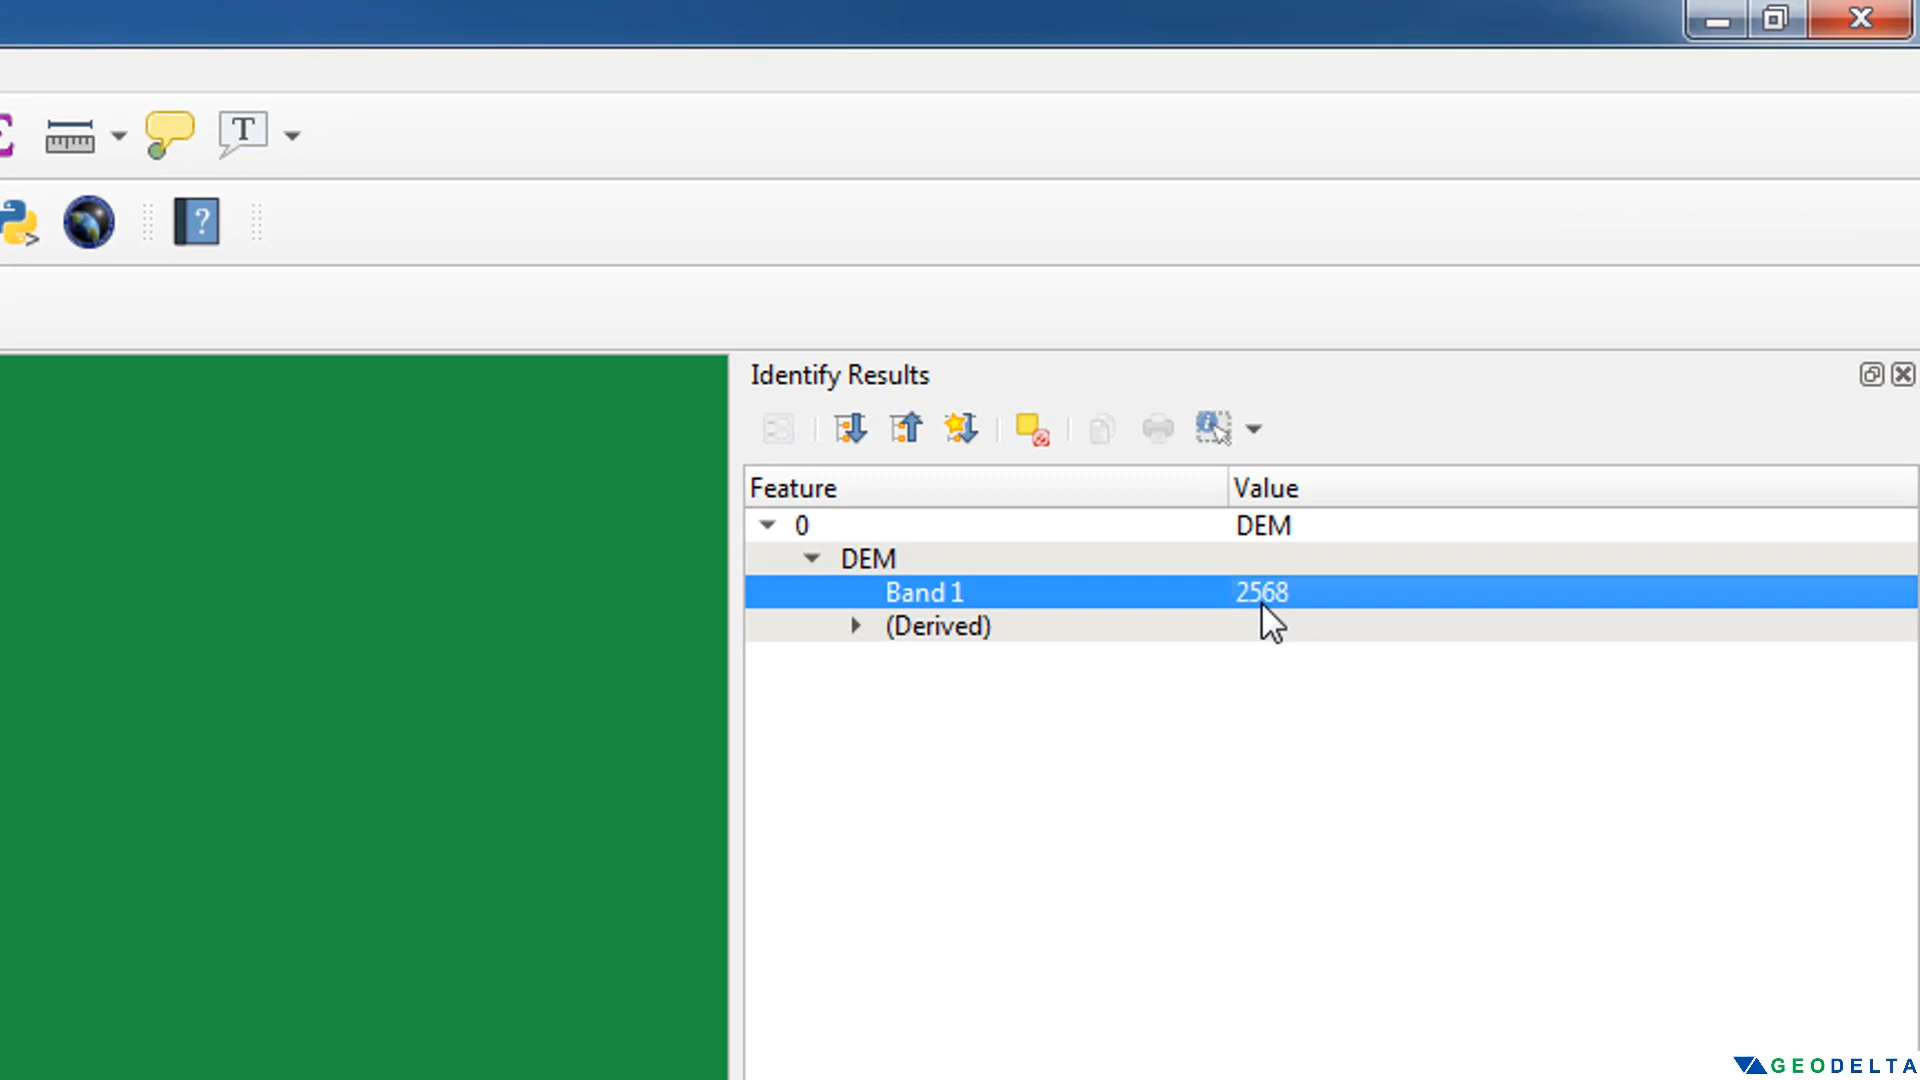 T
?
Identify Results
Feature Value
0 DEM
DEM
Band 1 2568
(Derived)
GEODELTA